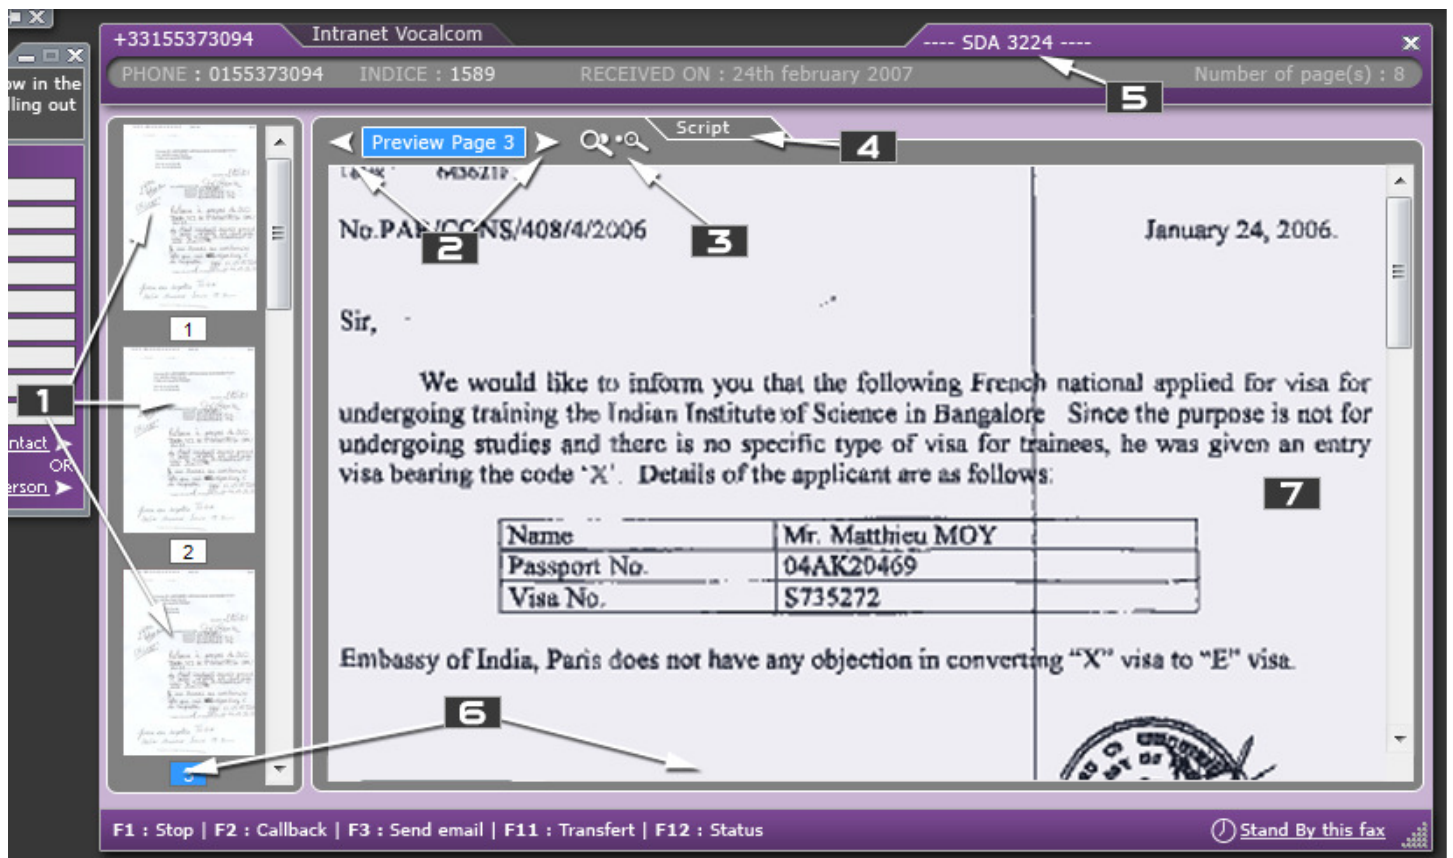 +33155373094
Intranet Vocalcom
---- SDA 3224 ----
PHONE : 0155373094
INDICE : 1589
RECEIVED ON : 24th february 2007
Number of page(s) : 8
5
ow in the
lling out
1
ntact
OR
erson
1
2
3
Preview Page 3
Script
4
2
3
No.PAR/CONS/408/4/2006
January 24, 2006.
Sir,
We would like to inform you that the following French national applied for visa for
undergoing training the Indian Institute of Science in Bangalore Since the purpose is not for
undergoing studies and there is no specific type of visa for trainees, he was given an entry
visa bearing the code 'X'. Details of the applicant are as follows:
7
Name Mr. Matthieu MOY
Passport No. 04AK20469
Visa No. S735272
Embassy of India, Paris does not have any objection in converting "X" visa to "E" visa.
6
F1 : Stop | F2 : Callback | F3 : Send email | F11 : Transfert | F12 : Status
Stand By this fax